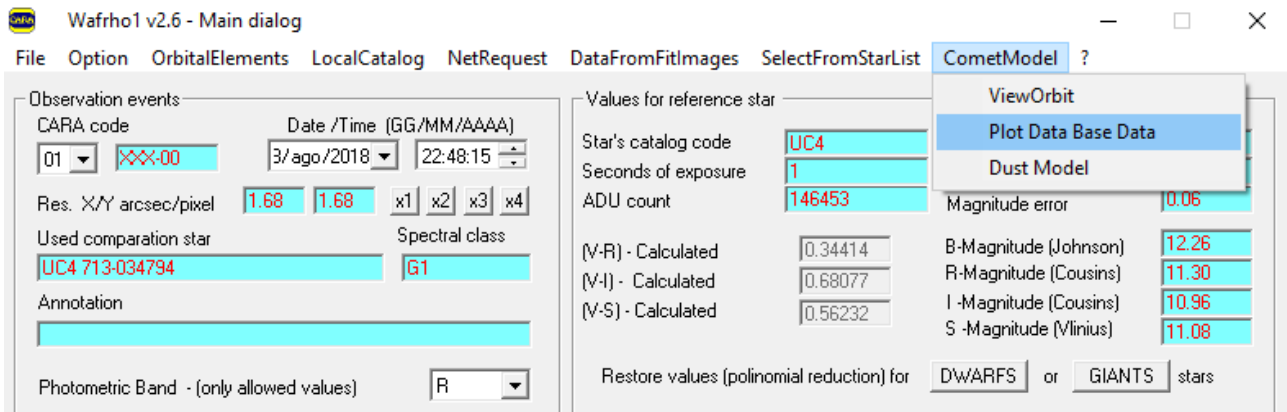 CARA Wafrho1 v2.6 - Main dialog
File Option OrbitalElements LocalCatalog NetRequest DataFromFitImages SelectFromStarList CometModel ?
ViewOrbit
Plot Data Base Data
Dust Model
Observation events
CARA code Date /Time (GG/MM/AAAA)
01 XXX-00 3/ago/2018 22:48:15
Res. X/Y arcsec/pixel 1.68 1.68 x1 x2 x3 x4
Used comparation star Spectral class
UC4 713-034794 G1
Annotation
Photometric Band - (only allowed values) R
Values for reference star
Star's catalog code UC4
Seconds of exposure 1
ADU count 146453
Magnitude error 0.06
(V-R) - Calculated 0.34414
(V-I) - Calculated 0.68077
(V-S) - Calculated 0.56232
B-Magnitude (Johnson) 12.26
R-Magnitude (Cousins) 11.30
I -Magnitude (Cousins) 10.96
S -Magnitude (Vlinius) 11.08
Restore values (polinomial reduction) for DWARFS or GIANTS stars